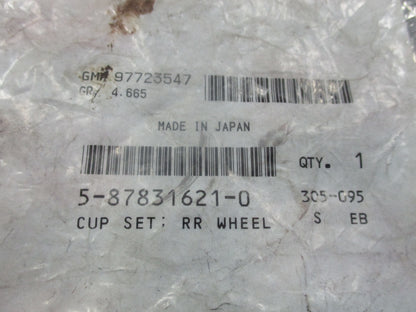 GM. 97723547
GR. 4.665
MADE IN JAPAN
QTY. 1
5-87831621-0 305-G95
CUP SET; RR WHEEL S EB